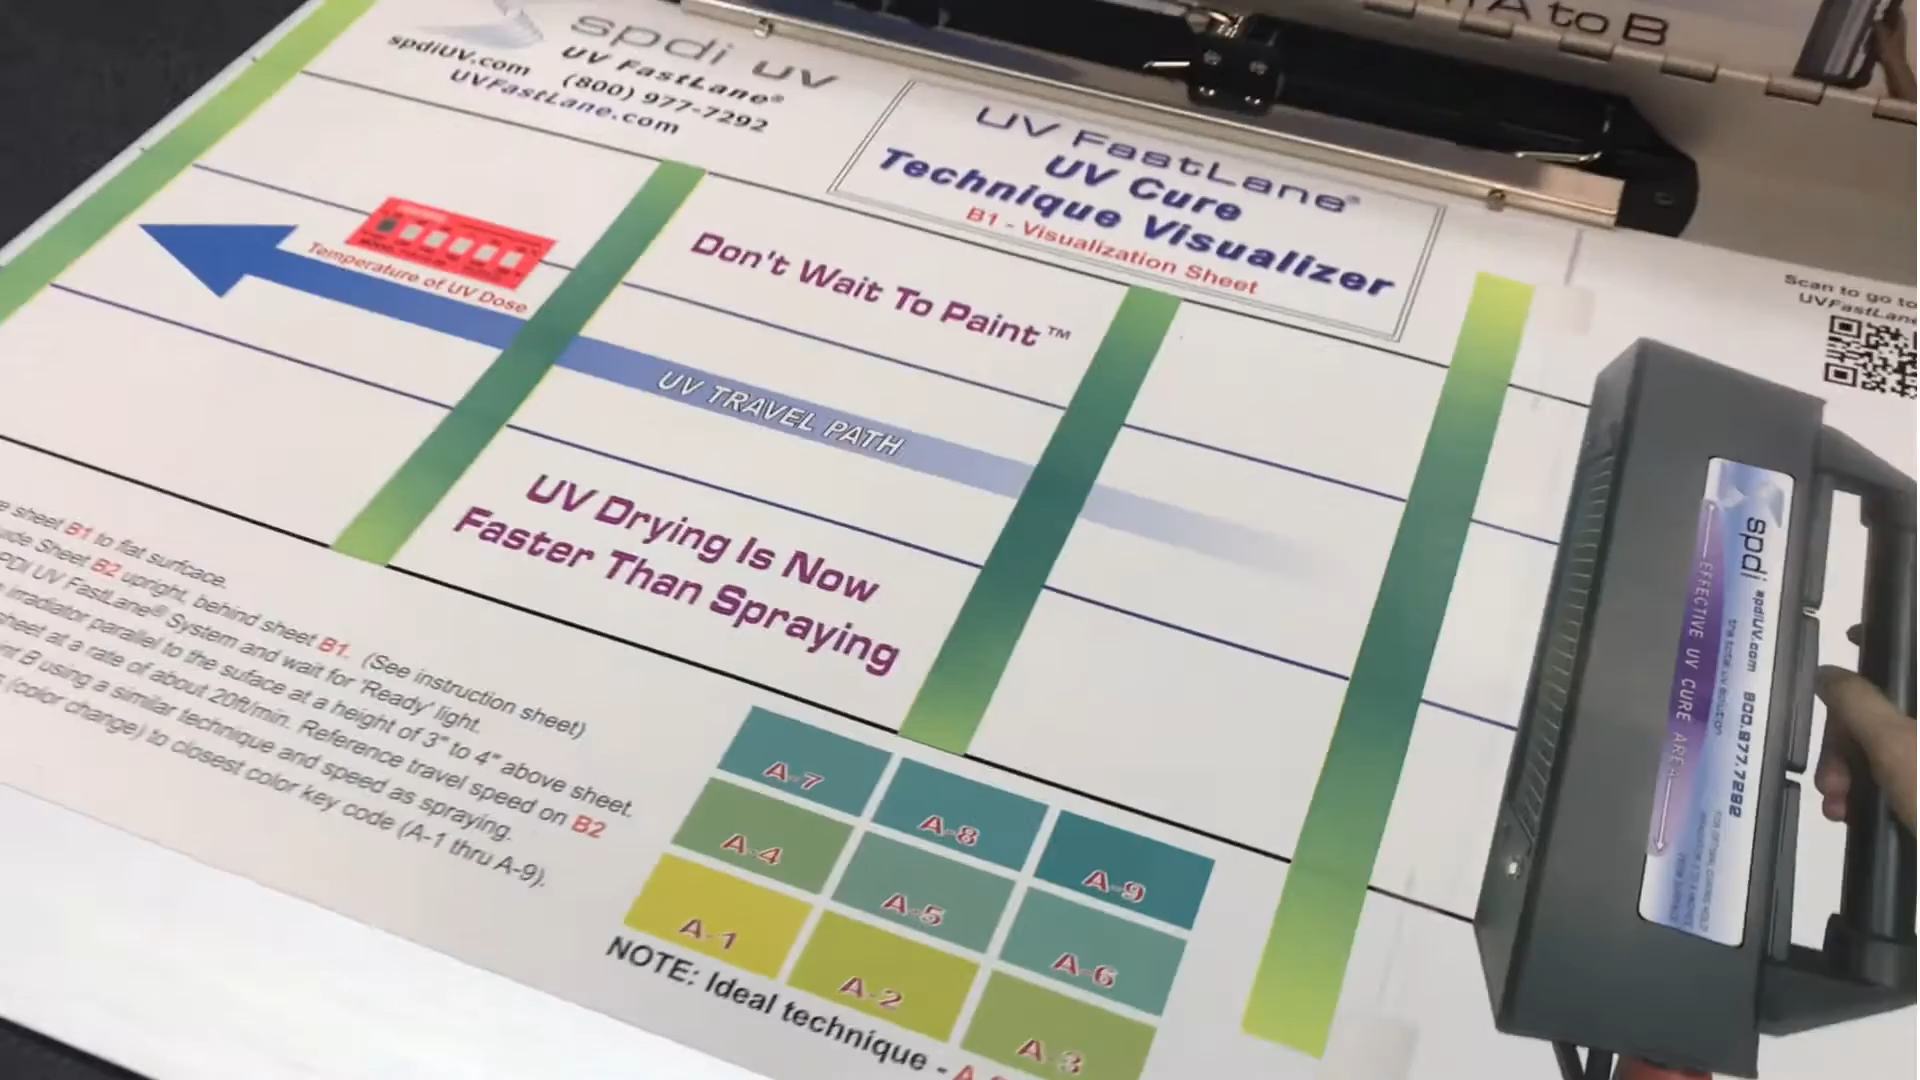 A to B
spdi uv
UV FastLane®
spdiUV.com (800) 977-7292
UVFastLane.com
UV FastLane®
UV Cure
Technique Visualizer
B1 - Visualization Sheet
Scan to go to
UVFastLane
Temperature of UV Dose
Don't Wait To Paint™
UV TRAVEL PATH
UV Drying Is Now
Faster Than Spraying
sheet B1 to flat surfcace.
Sheet B2 upright, behind sheet B1. (See instruction sheet)
SPDI UV FastLane® System and wait for 'Ready' light.
irradiator parallel to the suface at a height of 3" to 4" above sheet.
sheet at a rate of about 20ft/min. Reference travel speed on B2
B using a similar technique and speed as spraying.
(color change) to closest color key code (A-1 thru A-9).
A-7
A-8
A-9
A-4
A-5
A-6
A-1
A-2
A-3
NOTE: Ideal technique -
spdi spdiUV.com 800.977.7292
the total uv solution
EFFECTIVE UV CURE AREA